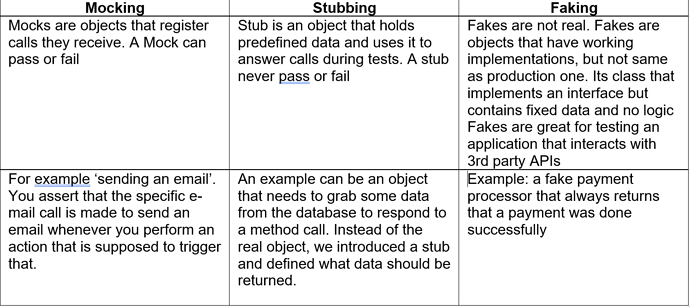 Mocking
Stubbing
Faking
Mocks are objects that register
calls they receive. A Mock can
pass or fail
Stub is an object that holds
predefined data and uses it to
answer calls during tests. A stub
never pass or fail
Fakes are not real. Fakes are
objects that have working
implementations, but not same
as production one. Its class that
implements an interface but
contains fixed data and no logic
Fakes are great for testing an
application that interacts with
3rd party APIs
For example ‘sending an email’.
You assert that the specific e-
mail call is made to send an
email whenever you perform an
action that is supposed to trigger
that.
An example can be an object
that needs to grab some data
from the database to respond to
a method call. Instead of the
real object, we introduced a stub
and defined what data should be
returned.
Example: a fake payment
processor that always returns
that a payment was done
successfully